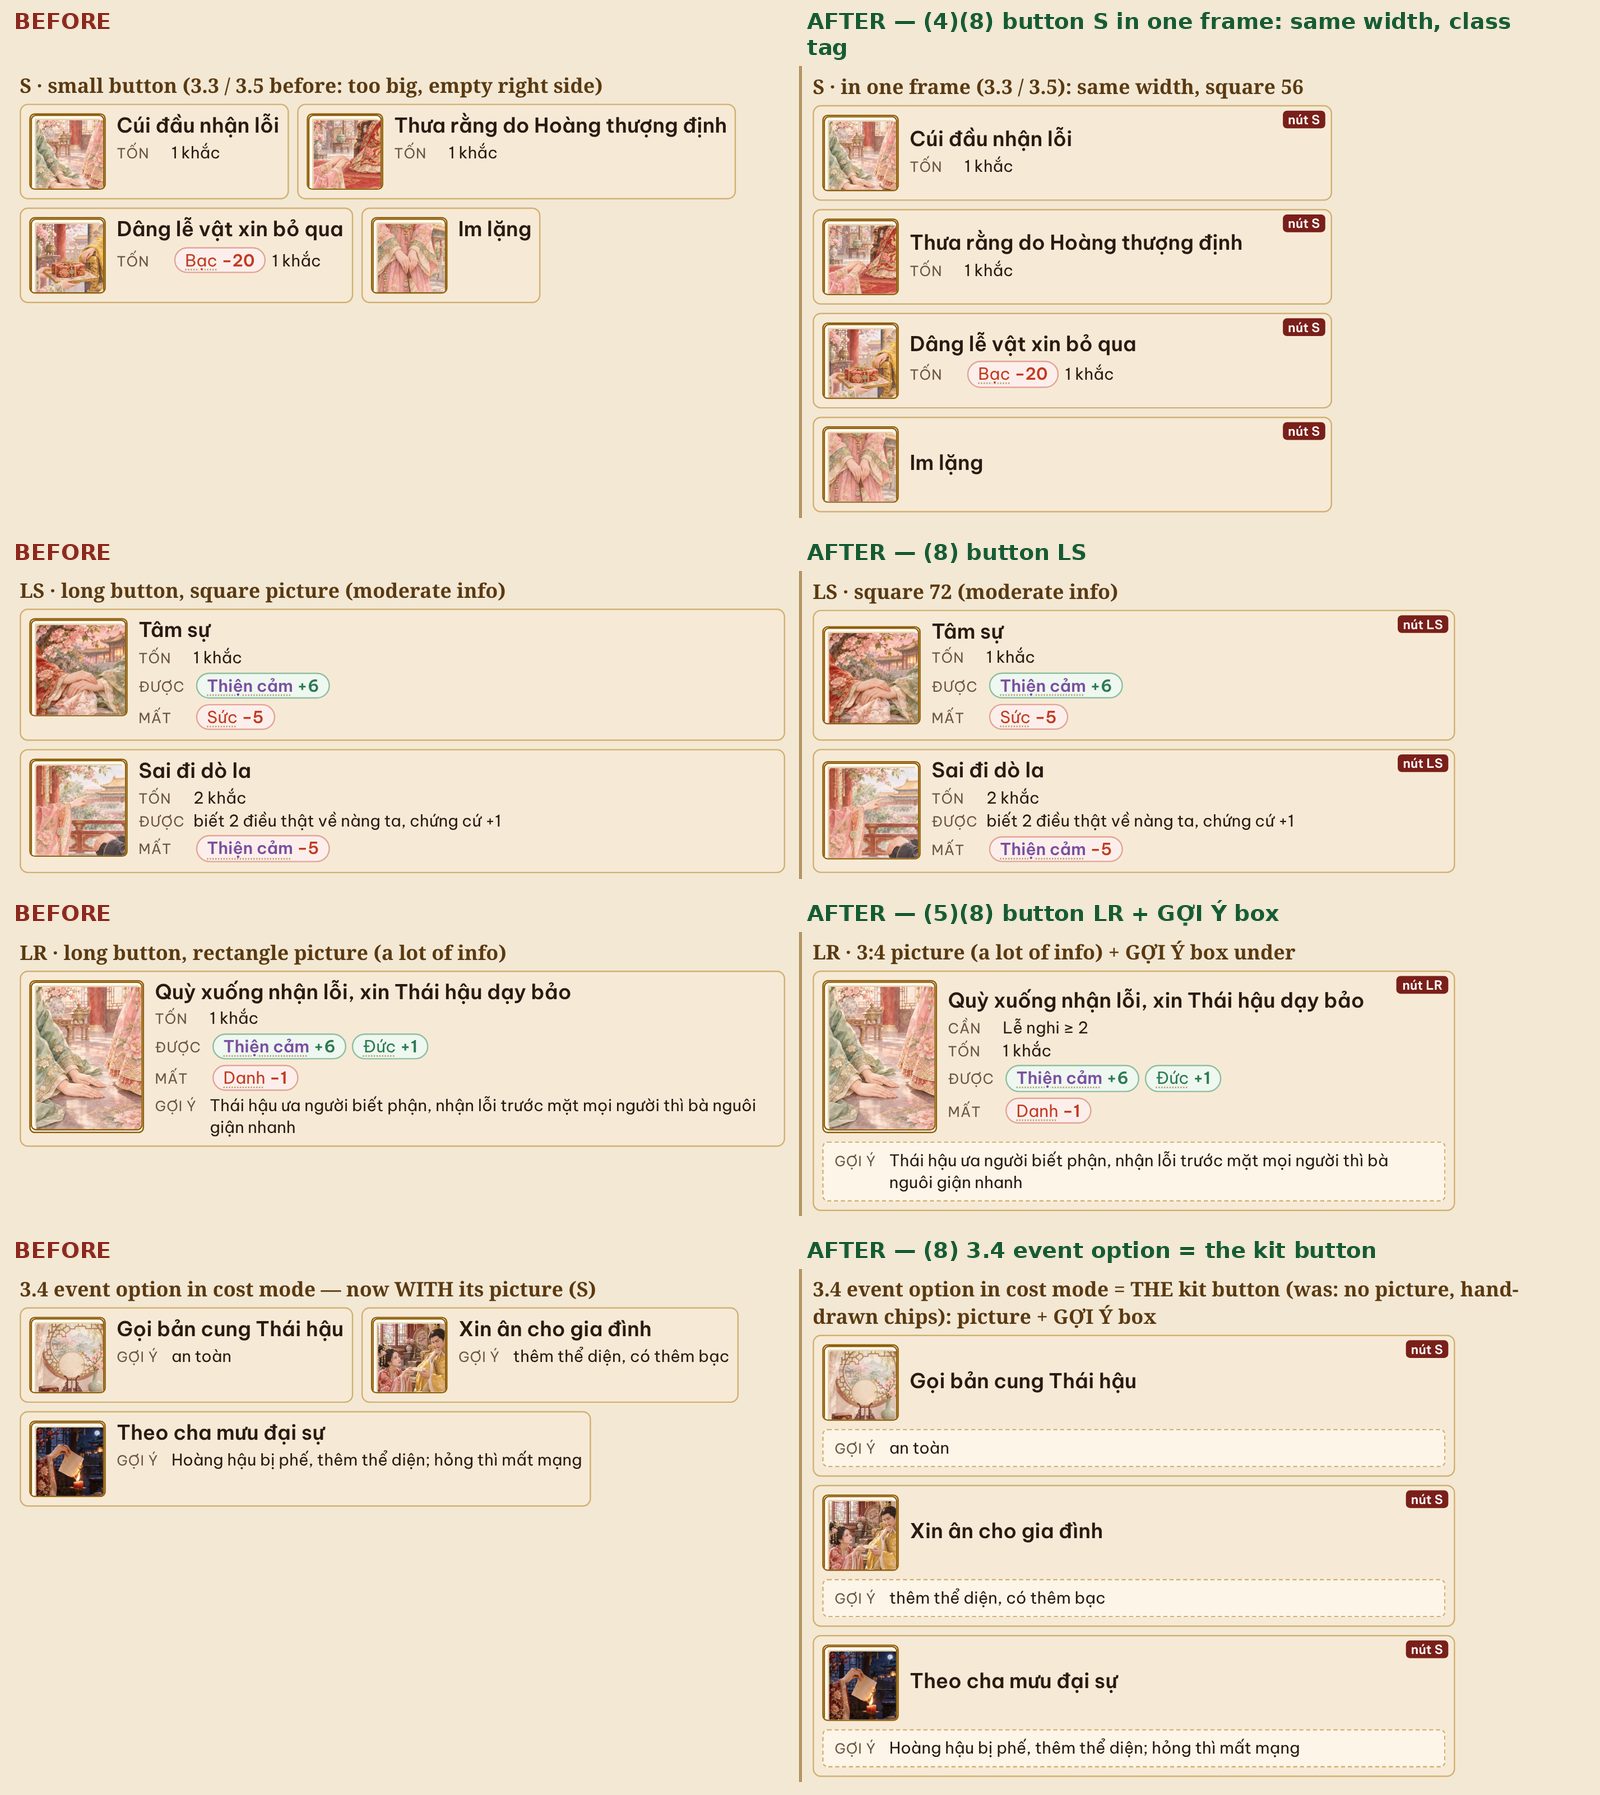 BEFORE
AFTER — (4)(8) button S in one frame: same width, class
tag
S · small button (3.3 / 3.5 before: too big, empty right side)
Cúi đầu nhận lỗi
TỐN 1 khắc
Thưa rằng do Hoàng thượng định
TỐN 1 khắc
Dâng lễ vật xin bỏ qua
TỐN Bạc −20 1 khắc
Im lặng
S · in one frame (3.3 / 3.5): same width, square 56
nút S
Cúi đầu nhận lỗi
TỐN 1 khắc
nút S
Thưa rằng do Hoàng thượng định
TỐN 1 khắc
nút S
Dâng lễ vật xin bỏ qua
TỐN Bạc −20 1 khắc
nút S
Im lặng
BEFORE
AFTER — (8) button LS
LS · long button, square picture (moderate info)
Tâm sự
TỐN 1 khắc
ĐƯỢC Thiện cảm +6
MẤT Sức −5
Sai đi dò la
TỐN 2 khắc
ĐƯỢC biết 2 điều thật về nàng ta, chứng cứ +1
MẤT Thiện cảm −5
LS · square 72 (moderate info)
nút LS
Tâm sự
TỐN 1 khắc
ĐƯỢC Thiện cảm +6
MẤT Sức −5
nút LS
Sai đi dò la
TỐN 2 khắc
ĐƯỢC biết 2 điều thật về nàng ta, chứng cứ +1
MẤT Thiện cảm −5
BEFORE
AFTER — (5)(8) button LR + GỢI Ý box
LR · long button, rectangle picture (a lot of info)
Quỳ xuống nhận lỗi, xin Thái hậu dạy bảo
TỐN 1 khắc
ĐƯỢC Thiện cảm +6 Đức +1
MẤT Danh −1
GỢI Ý Thái hậu ưa người biết phận, nhận lỗi trước mặt mọi người thì bà nguôi
giận nhanh
LR · 3:4 picture (a lot of info) + GỢI Ý box under
nút LR
Quỳ xuống nhận lỗi, xin Thái hậu dạy bảo
CẦN Lễ nghi ≥ 2
TỐN 1 khắc
ĐƯỢC Thiện cảm +6 Đức +1
MẤT Danh −1
GỢI Ý Thái hậu ưa người biết phận, nhận lỗi trước mặt mọi người thì bà
nguôi giận nhanh
BEFORE
AFTER — (8) 3.4 event option = the kit button
3.4 event option in cost mode — now WITH its picture (S)
Gọi bản cung Thái hậu
GỢI Ý an toàn
Xin ân cho gia đình
GỢI Ý thêm thể diện, có thêm bạc
Theo cha mưu đại sự
GỢI Ý Hoàng hậu bị phế, thêm thể diện; hỏng thì mất mạng
3.4 event option in cost mode = THE kit button (was: no picture, hand-
drawn chips): picture + GỢI Ý box
nút S
Gọi bản cung Thái hậu
GỢI Ý an toàn
nút S
Xin ân cho gia đình
GỢI Ý thêm thể diện, có thêm bạc
nút S
Theo cha mưu đại sự
GỢI Ý Hoàng hậu bị phế, thêm thể diện; hỏng thì mất mạng